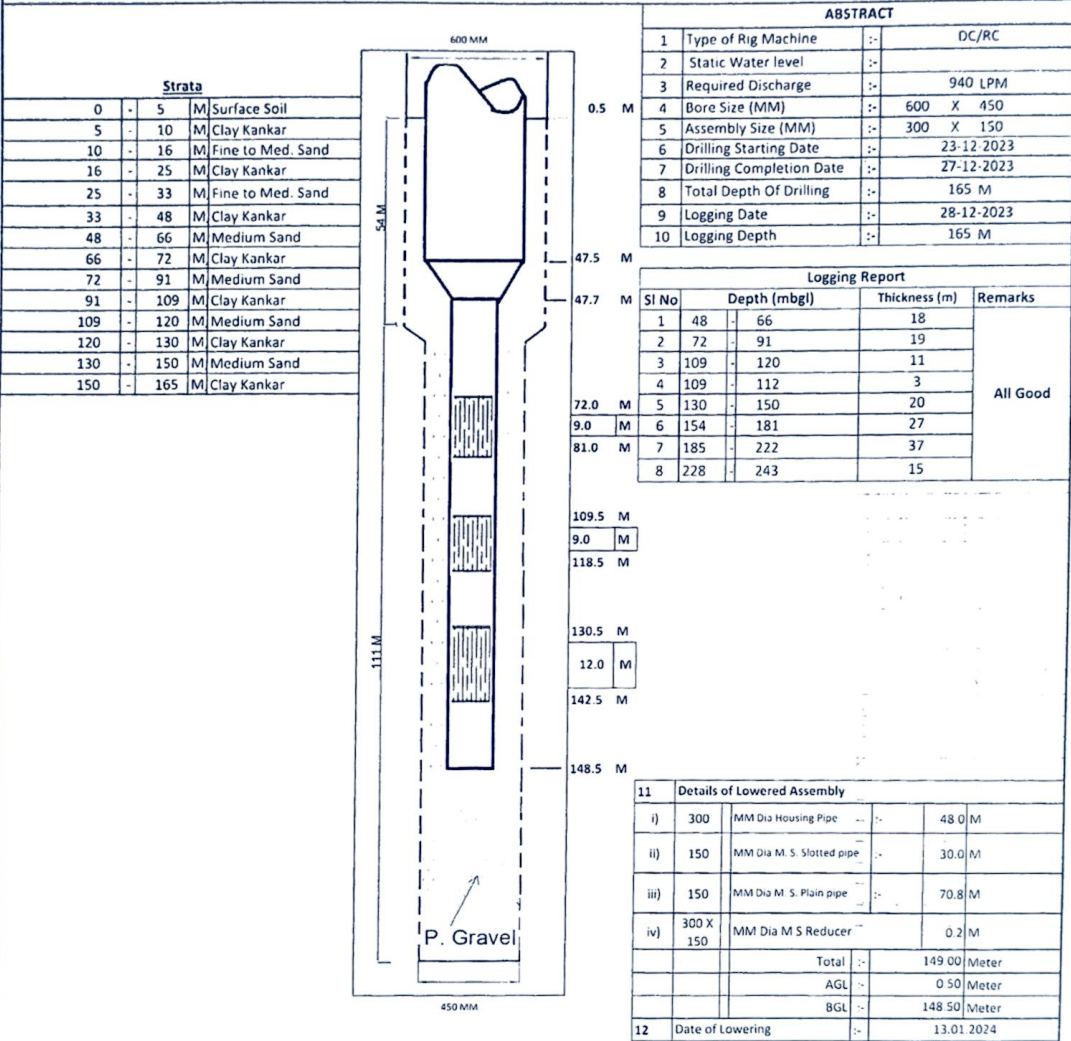 Strata
0 - 5 M Surface Soil
5 - 10 M Clay Kankar
10 - 16 M Fine to Med. Sand
16 - 25 M Clay Kankar
25 - 33 M Fine to Med. Sand
33 - 48 M Clay Kankar
48 - 66 M Medium Sand
66 - 72 M Clay Kankar
72 - 91 M Medium Sand
91 - 109 M Clay Kankar
109 - 120 M Medium Sand
120 - 130 M Clay Kankar
130 - 150 M Medium Sand
150 - 165 M Clay Kankar
600 MM
0.5 M
54 M
47.5 M
47.7 M
72.0 M
9.0 M
81.0 M
109.5 M
9.0 M
118.5 M
130.5 M
12.0 M
142.5 M
111 M
148.5 M
P. Gravel
450 MM
ABSTRACT
1 Type of Rig Machine :- DC/RC
2 Static Water level :-
3 Required Discharge :- 940 LPM
4 Bore Size (MM) :- 600 X 450
5 Assembly Size (MM) :- 300 X 150
6 Drilling Starting Date :- 23-12-2023
7 Drilling Completion Date :- 27-12-2023
8 Total Depth Of Drilling :- 165 M
9 Logging Date :- 28-12-2023
10 Logging Depth :- 165 M
Logging Report
Sl No Depth (mbgl) Thickness (m) Remarks
1 48 - 66 18
2 72 - 91 19
3 109 - 120 11
4 109 - 112 3
All Good
5 130 - 150 20
6 154 - 181 27
7 185 - 222 37
8 228 - 243 15
11 Details of Lowered Assembly
i) 300 MM Dia Housing Pipe :- 48.0 M
ii) 150 MM Dia M. S. Slotted pipe :- 30.0 M
iii) 150 MM Dia M. S. Plain pipe :- 70.8 M
iv) 300 X 150 MM Dia M S Reducer 0.2 M
Total :- 149.00 Meter
AGL :- 0.50 Meter
BGL :- 148.50 Meter
12 Date of Lowering :- 13.01.2024